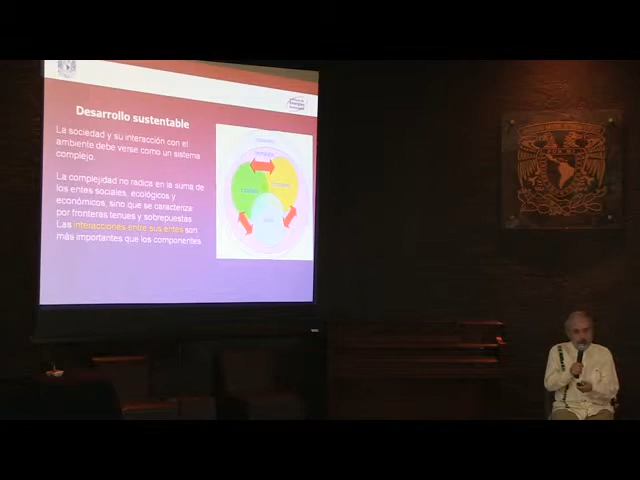 Desarrollo sustentable
La sociedad y su interacción con el
ambiente debe verse como un sistema
complejo.
La complejidad no radica en la suma de
los entes sociales, ecológicos y
económicos, sino que se caracteriza
por fronteras tenues y sobrepuestas
Las interacciones entre sus entes son
más importantes que los componentes